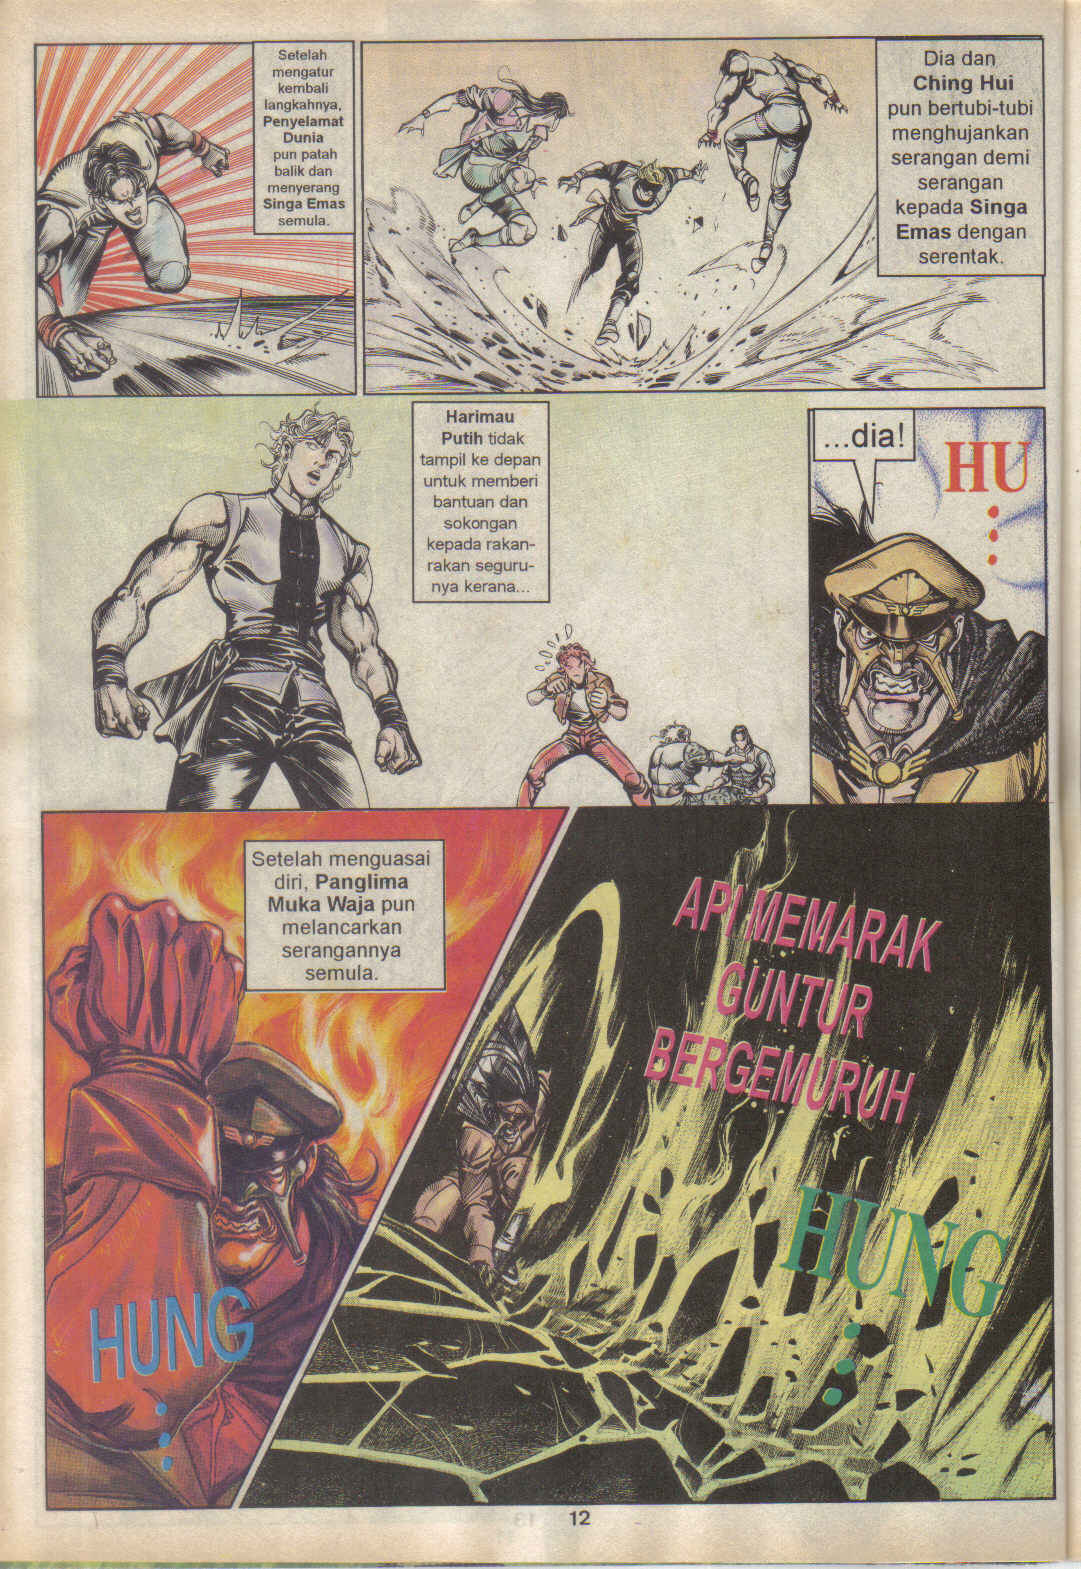 Setelah
mengatur
kembali
langkahnya,
Penyelamat
Dunia
pun patah
balik dan
menyerang
Singa Emas
semula.
Dia dan
Ching Hui
pun bertubi-tubi
menghujankan
serangan demi
serangan
kepada Singa
Emas dengan
serentak.
Harimau
Putih tidak
tampil ke depan
untuk memberi
bantuan dan
sokongan
kepada rakan-
rakan seguru-
nya kerana...
...dia!
HU
...
Setelah menguasai
diri, Panglima
Muka Waja pun
melancarkan
serangannya
semula.
HUNG
...
API MEMARAK
GUNTUR
BERGEMURUH
HUNG
...
12